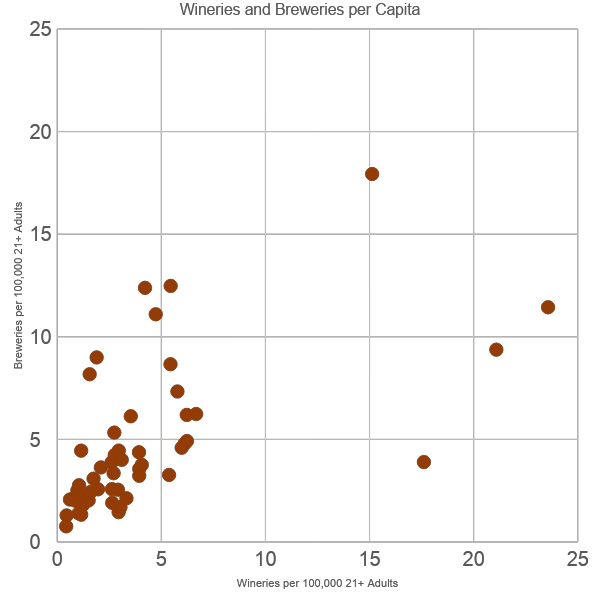 Wineries and Breweries per Capita
25
20
15
10
5
0
Breweries per 100,000 21+ Adults
0 5 10 15 20 25
Wineries per 100,000 21+ Adults